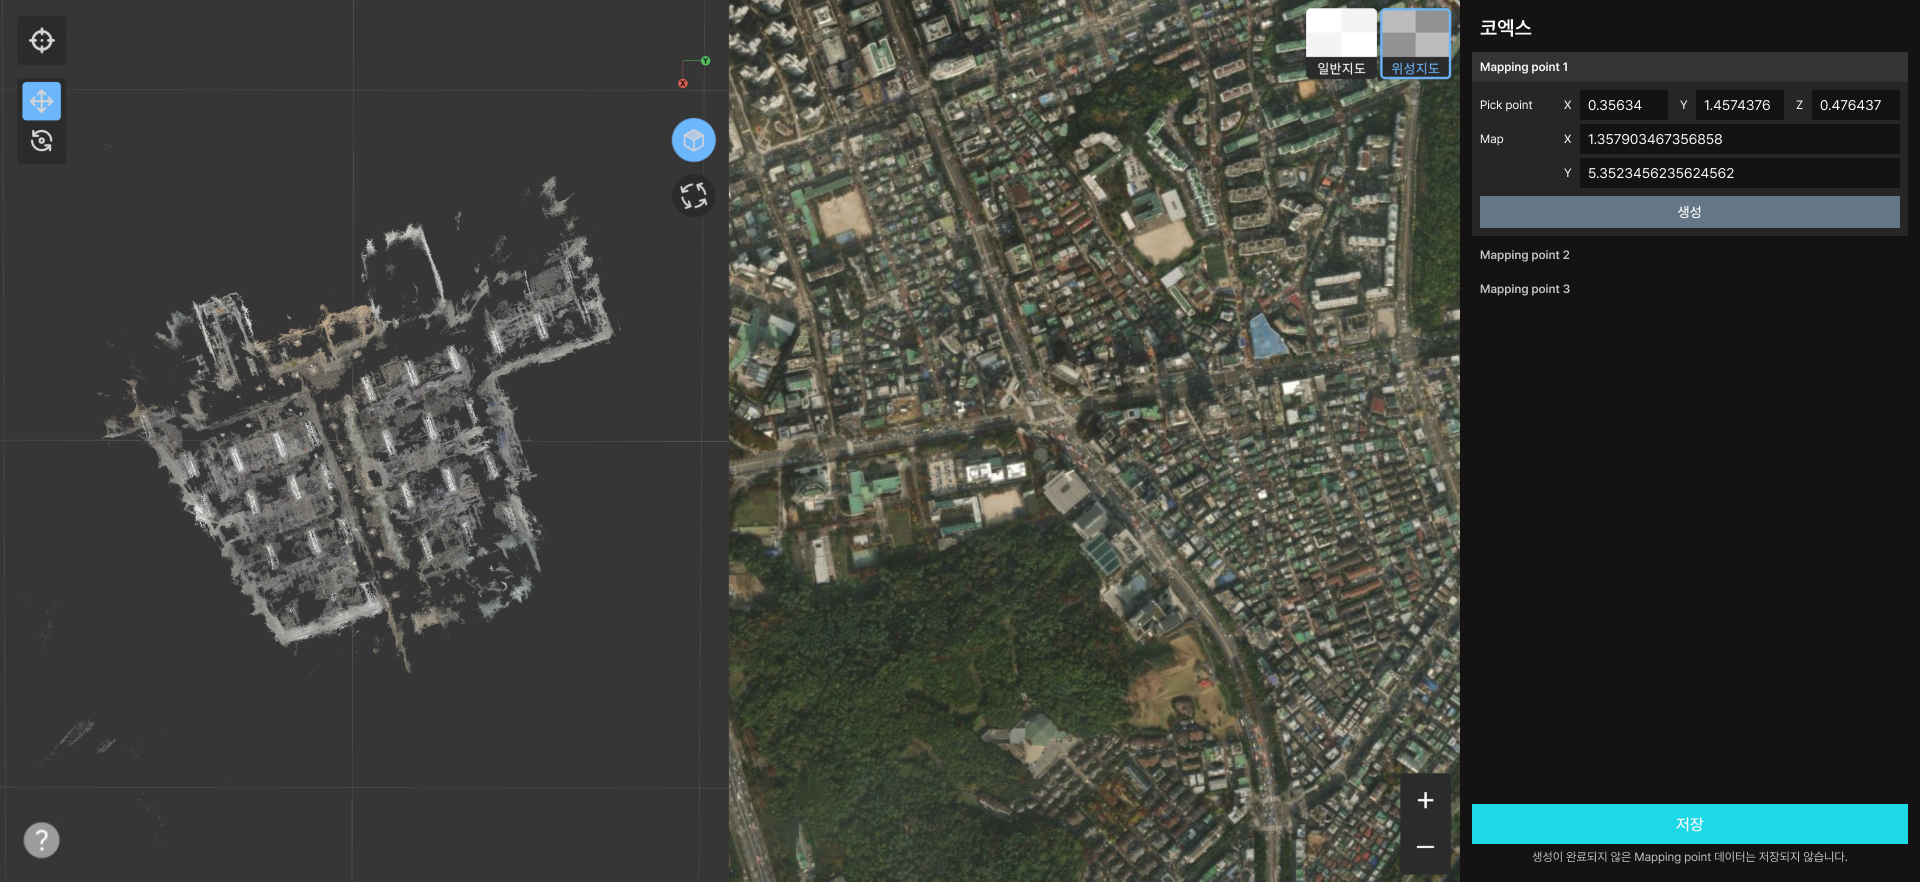 Y
X
일반지도
위성지도
+
−
?
코엑스
Mapping point 1
Pick point X 0.35634 Y 1.4574376 Z 0.476437
Map X 1.357903467356858
Y 5.3523456235624562
생성
Mapping point 2
Mapping point 3
저장
생성이 완료되지 않은 Mapping point 데이터는 저장되지 않습니다.